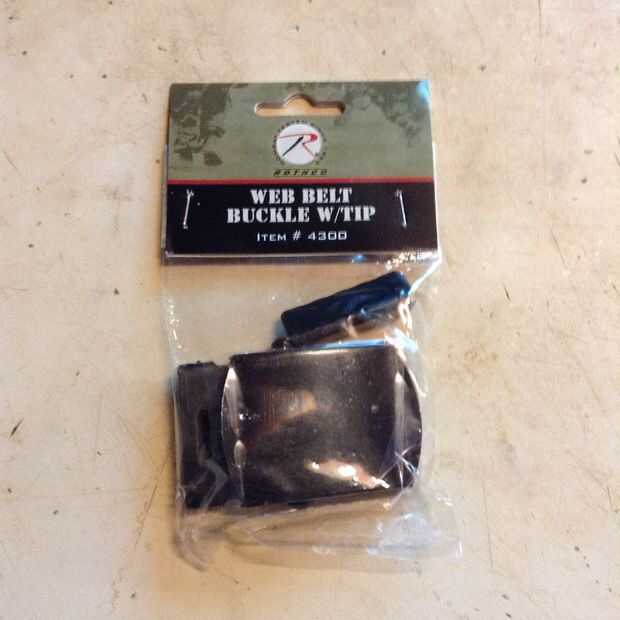 R
ROTHCO
WEB BELT
BUCKLE W/TIP
ITEM # 4300